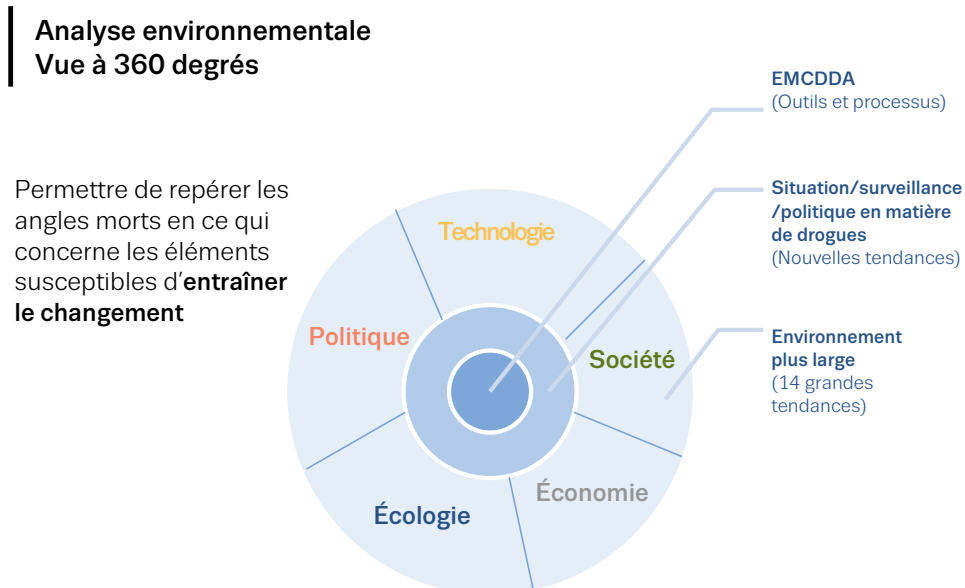 Analyse environnementale
Vue à 360 degrés
Permettre de repérer les
angles morts en ce qui
concerne les éléments
susceptibles d'entraîner
le changement
EMCDDA
(Outils et processus)
Situation/surveillance
/politique en matière
de drogues
(Nouvelles tendances)
Environnement
plus large
(14 grandes
tendances)
Technologie
Politique
Société
Économie
Écologie